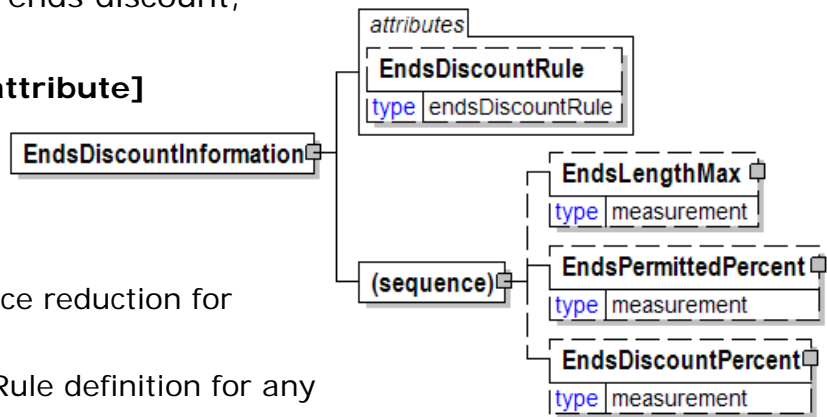 ends discount,
attributes
EndsDiscountRule
type endsDiscountRule
attribute]
EndsDiscountInformation
EndsLengthMax
type measurement
(sequence)
EndsPermittedPercent
type measurement
ce reduction for
EndsDiscountPercent
type measurement
Rule definition for any